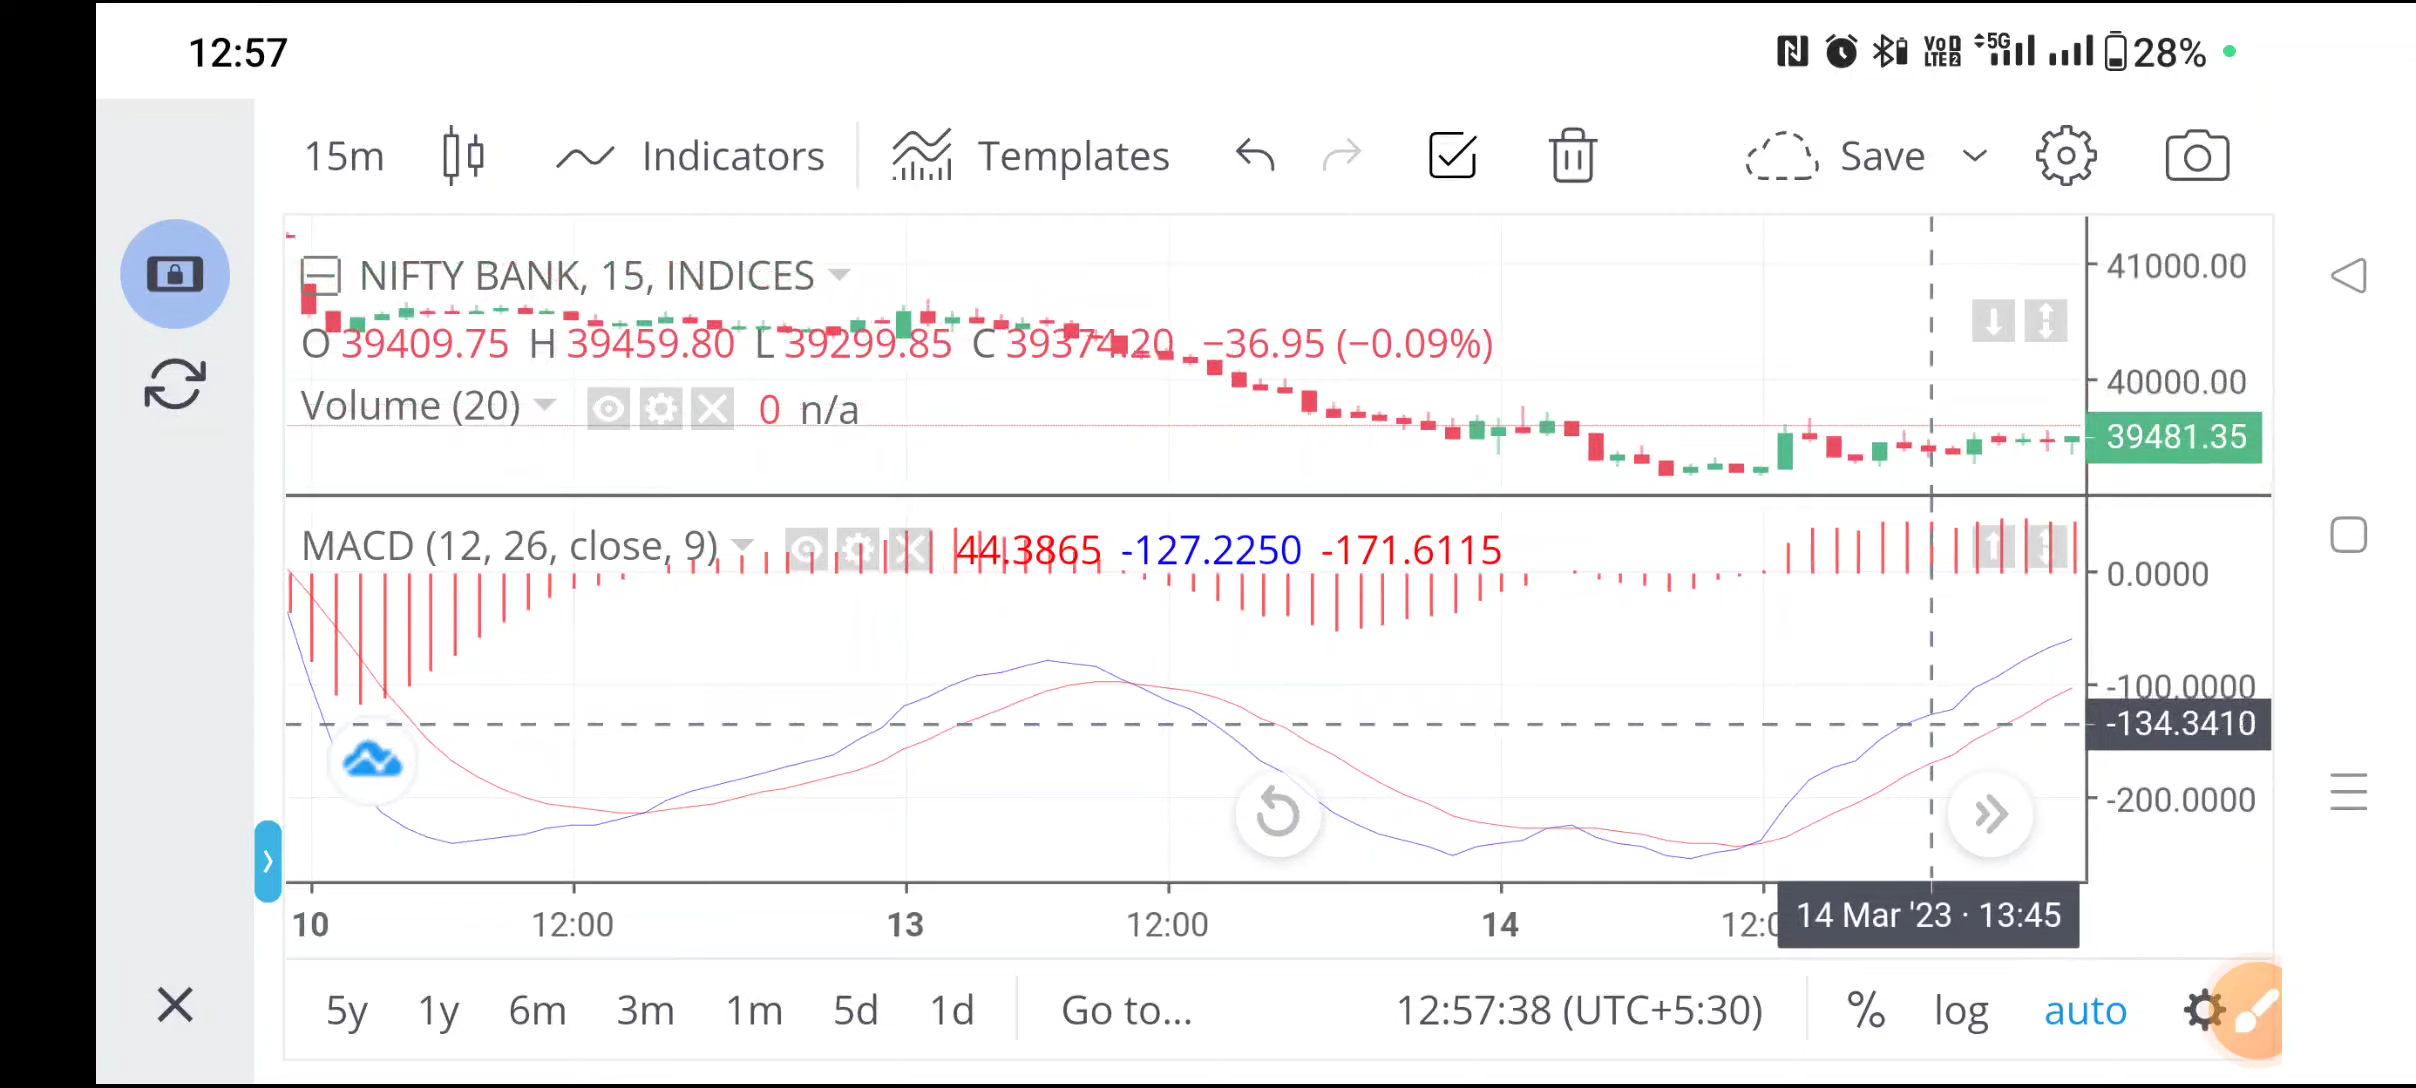 12:57
5G VoD LTE2 28%
15m Indicators Templates Save
NIFTY BANK, 15, INDICES
41000.00
O 39409.75 H 39459.80 L 39299.85 C 39374.20 −36.95 (−0.09%)
40000.00
Volume (20) 0 n/a
39481.35
MACD (12, 26, close, 9) 44.3865 -127.2250 -171.6115
0.0000
-100.0000
-134.3410
-200.0000
10 12:00 13 12:00 14 12:0 14 Mar '23 · 13:45
5y 1y 6m 3m 1m 5d 1d Go to... 12:57:38 (UTC+5:30) % log auto